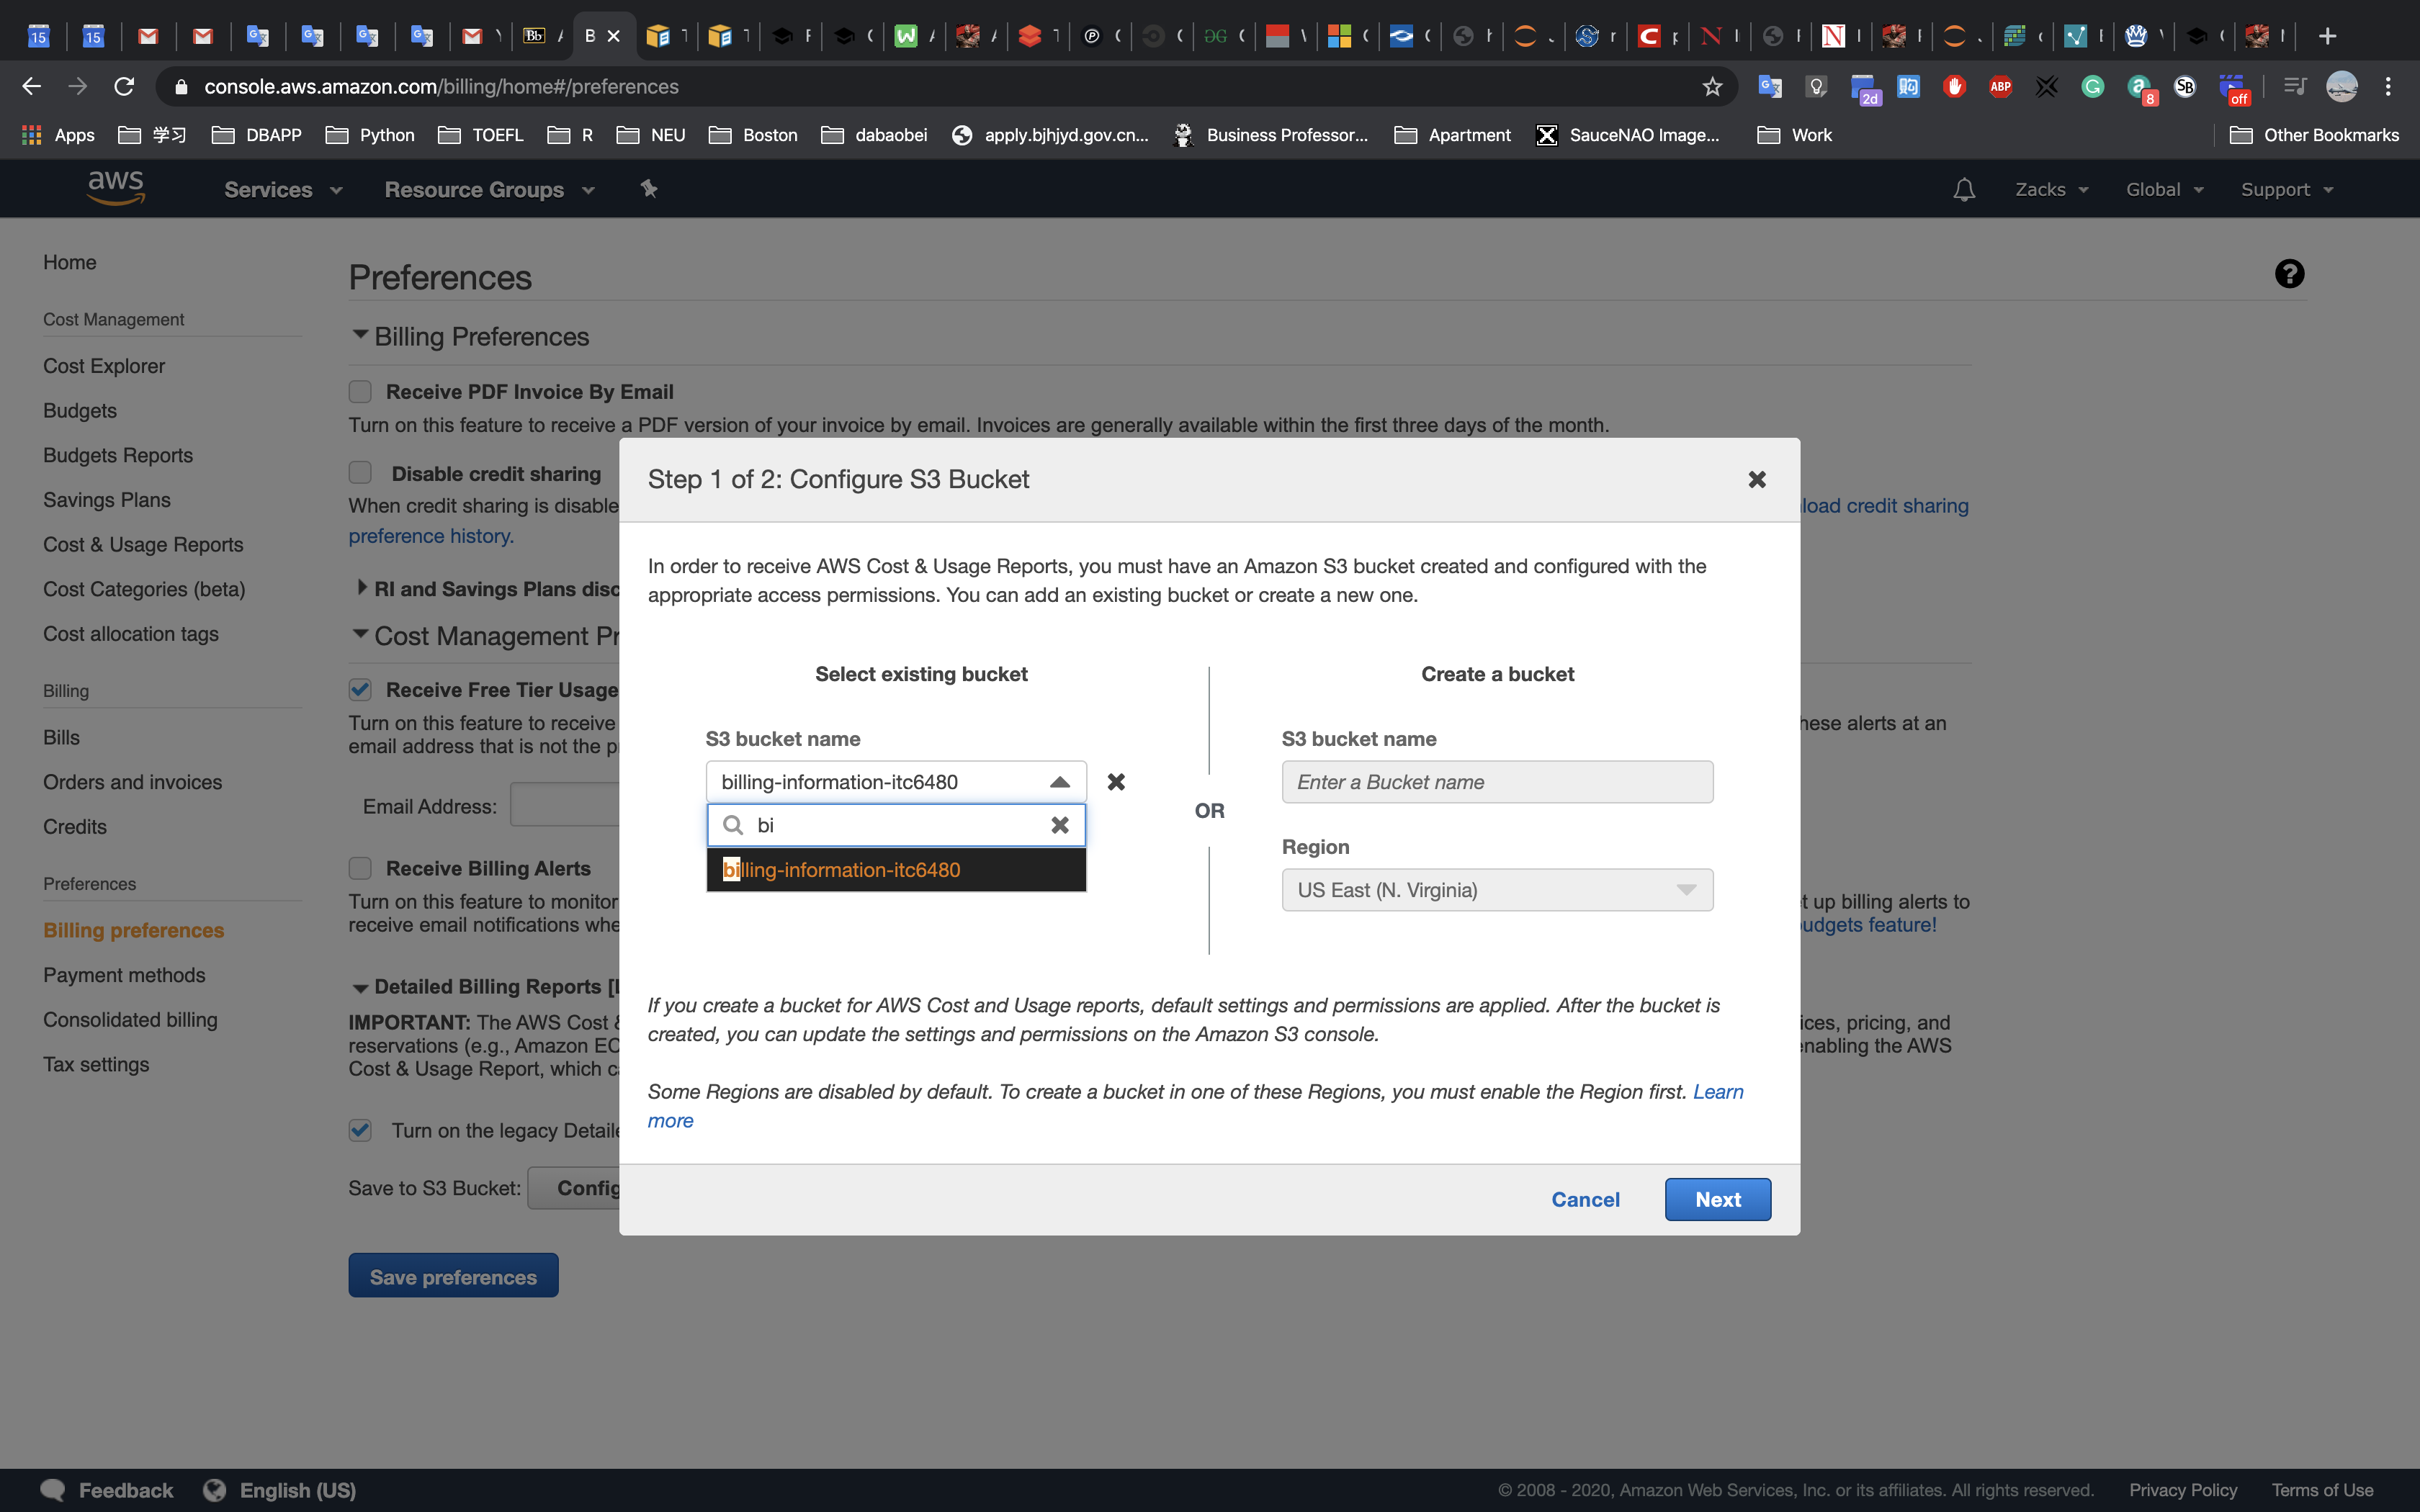 console.aws.amazon.com/billing/home#/preferences
Apps
学习
DBAPP
Python
TOEFL
R
NEU
Boston
dabaobei
apply.bjhjyd.gov.cn...
Business Professor...
Apartment
SauceNAO Image...
Work
Other Bookmarks
aws
Services
Resource Groups
Zacks
Global
Support
Home
Cost Management
Cost Explorer
Budgets
Budgets Reports
Savings Plans
Cost & Usage Reports
Cost Categories (beta)
Cost allocation tags
Billing
Bills
Orders and invoices
Credits
Preferences
Billing preferences
Payment methods
Consolidated billing
Tax settings
Preferences
Billing Preferences
Receive PDF Invoice By Email
Turn on this feature to receive a PDF version of your invoice by email. Invoices are generally available within the first three days of the month.
Disable credit sharing
When credit sharing is disable
load credit sharing
preference history.
RI and Savings Plans disc
Cost Management Pr
Receive Free Tier Usage
Turn on this feature to receive
hese alerts at an
email address that is not the p
Email Address:
Receive Billing Alerts
Turn on this feature to monitor
t up billing alerts to
receive email notifications whe
udgets feature!
Detailed Billing Reports [
IMPORTANT: The AWS Cost &
ices, pricing, and
reservations (e.g., Amazon EC
enabling the AWS
Cost & Usage Report, which c
Turn on the legacy Detaile
Save to S3 Bucket:
Config
Save preferences
Step 1 of 2: Configure S3 Bucket
In order to receive AWS Cost & Usage Reports, you must have an Amazon S3 bucket created and configured with the
appropriate access permissions. You can add an existing bucket or create a new one.
Select existing bucket
S3 bucket name
billing-information-itc6480
bi
billing-information-itc6480
OR
Create a bucket
S3 bucket name
Enter a Bucket name
Region
US East (N. Virginia)
If you create a bucket for AWS Cost and Usage reports, default settings and permissions are applied. After the bucket is
created, you can update the settings and permissions on the Amazon S3 console.
Some Regions are disabled by default. To create a bucket in one of these Regions, you must enable the Region first. Learn
more
Cancel
Next
Feedback
English (US)
© 2008 - 2020, Amazon Web Services, Inc. or its affiliates. All rights reserved.
Privacy Policy
Terms of Use